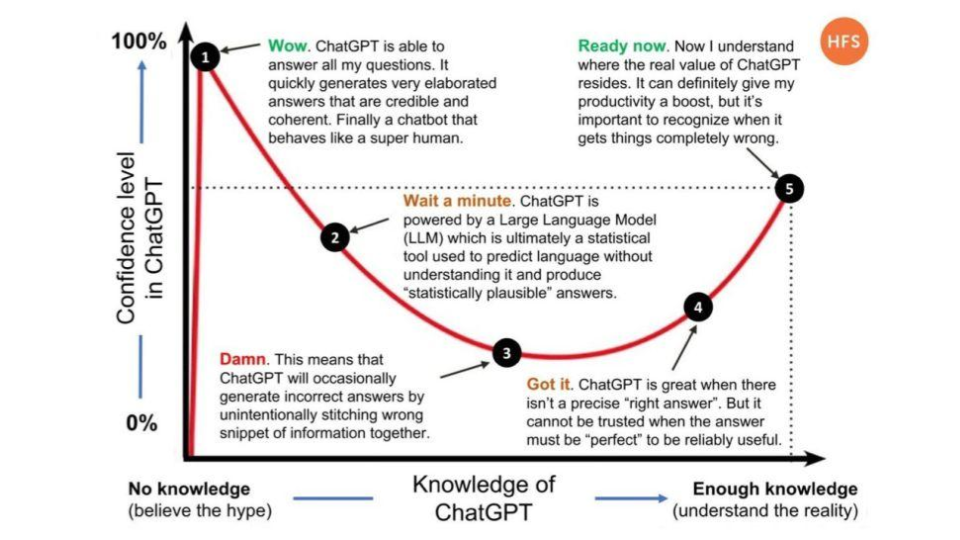 HFS
100%
Confidence level
in ChatGPT
0%
1
Wow. ChatGPT is able to
answer all my questions. It
quickly generates very elaborated
answers that are credible and
coherent. Finally a chatbot that
behaves like a super human.
2
Wait a minute. ChatGPT is
powered by a Large Language Model
(LLM) which is ultimately a statistical
tool used to predict language without
understanding it and produce
“statistically plausible” answers.
3
Damn. This means that
ChatGPT will occasionally
generate incorrect answers by
unintentionally stitching wrong
snippet of information together.
4
Got it. ChatGPT is great when there
isn’t a precise “right answer”. But it
cannot be trusted when the answer
must be “perfect” to be reliably useful.
5
Ready now. Now I understand
where the real value of ChatGPT
resides. It can definitely give my
productivity a boost, but it’s
important to recognize when it
gets things completely wrong.
No knowledge
(believe the hype)
Knowledge of
ChatGPT
Enough knowledge
(understand the reality)